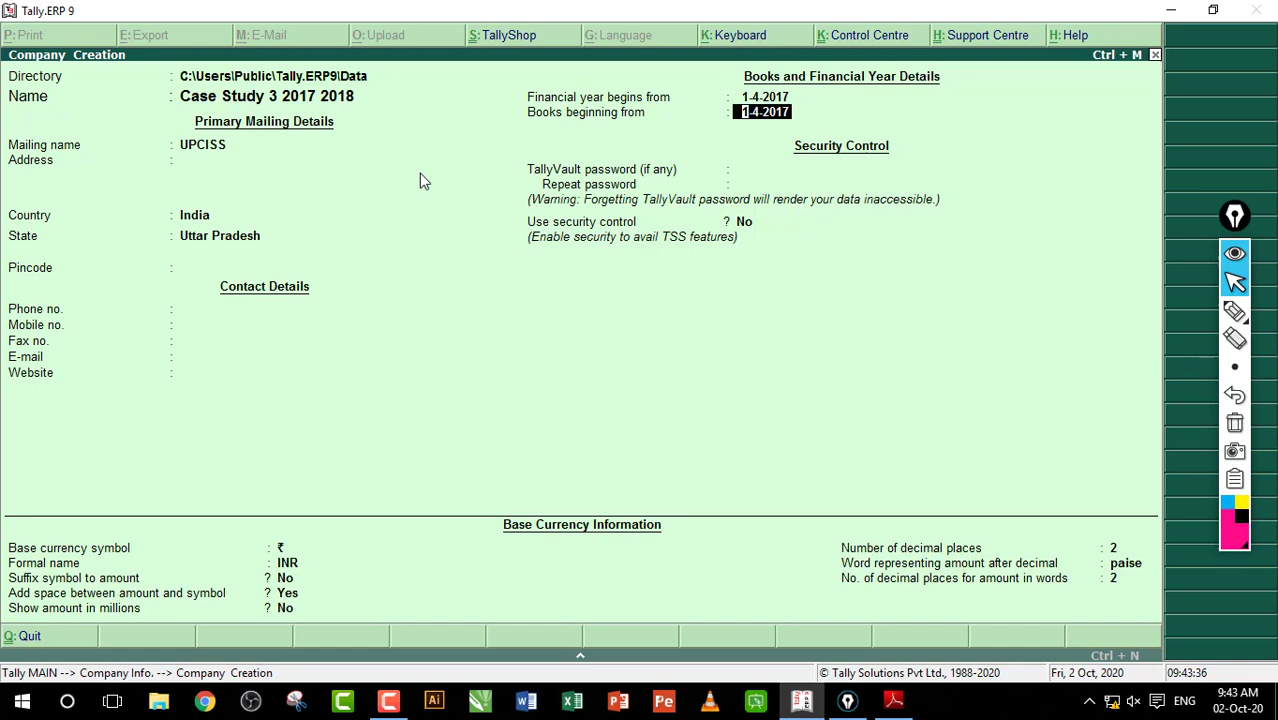 Tally.ERP 9
P: Print
E: Export
M: E-Mail
O: Upload
S: TallyShop
G: Language
K: Keyboard
K: Control Centre
H: Support Centre
H: Help
Company Creation
Ctrl + M
Directory : C:\Users\Public\Tally.ERP9\Data
Name : Case Study 3 2017 2018
Primary Mailing Details
Mailing name : UPCISS
Address :
Country : India
State : Uttar Pradesh
Pincode :
Contact Details
Phone no. :
Mobile no. :
Fax no. :
E-mail :
Website :
Books and Financial Year Details
Financial year begins from : 1-4-2017
Books beginning from : 1-4-2017
Security Control
TallyVault password (if any) :
Repeat password :
(Warning: Forgetting TallyVault password will render your data inaccessible.)
Use security control ? No
(Enable security to avail TSS features)
Base Currency Information
Base currency symbol : ₹
Formal name : INR
Suffix symbol to amount ? No
Add space between amount and symbol ? Yes
Show amount in millions ? No
Number of decimal places : 2
Word representing amount after decimal : paise
No. of decimal places for amount in words : 2
Q: Quit
Ctrl + N
Tally MAIN --> Company Info. --> Company Creation
© Tally Solutions Pvt Ltd., 1988-2020
Fri, 2 Oct, 2020
09:43:36
ENG
9:43 AM
02-Oct-20